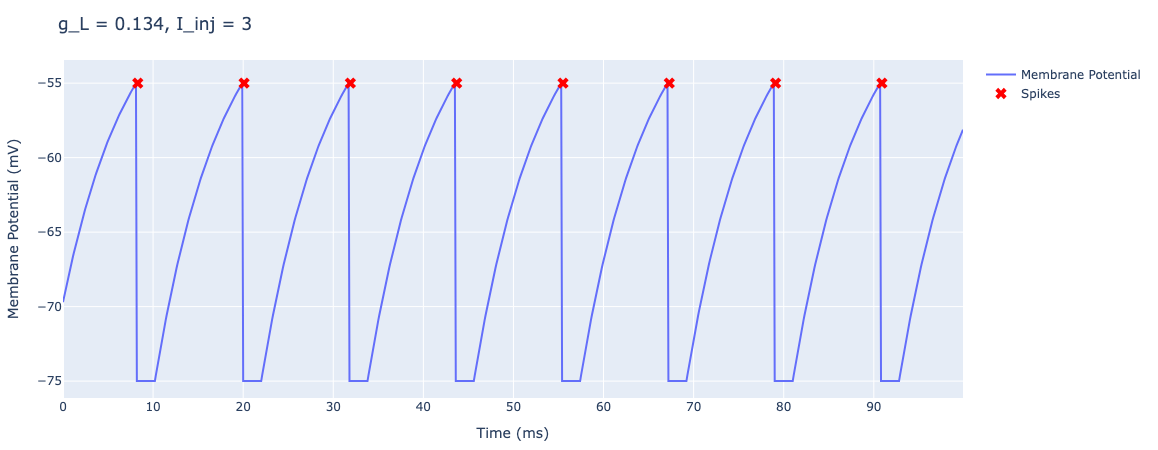 g_L = 0.134, I_inj = 3
Membrane Potential
Spikes
Membrane Potential (mV)
−55
−60
−65
−70
−75
0 10 20 30 40 50 60 70 80 90
Time (ms)